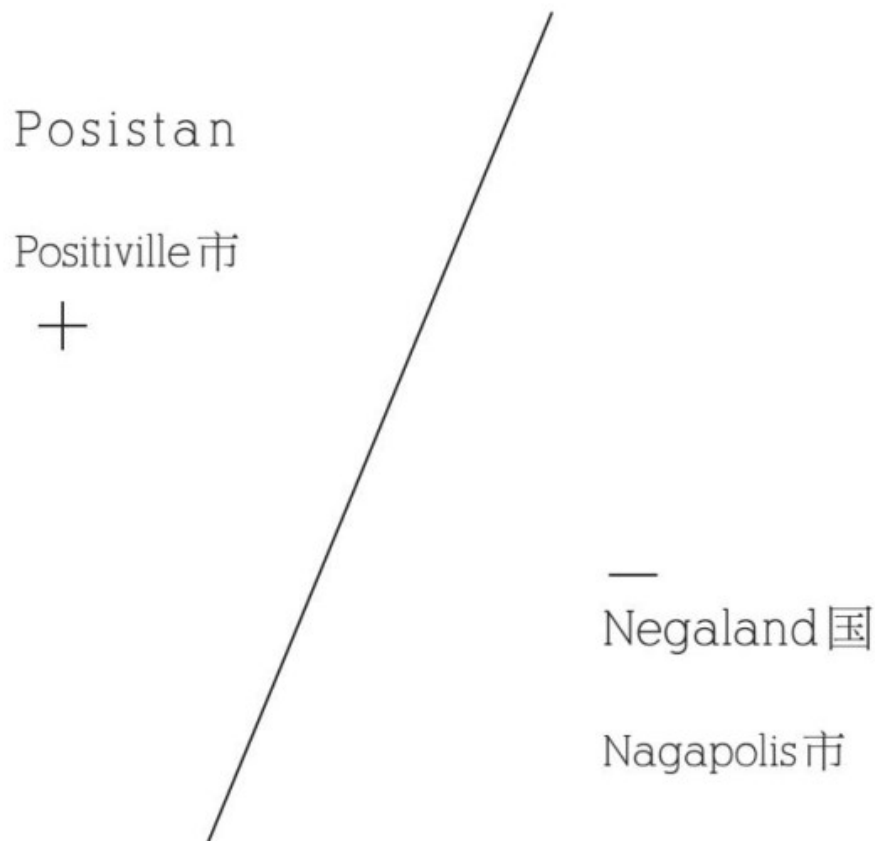 Posistan
Positiville市
+
−
Negaland国
Nagapolis市